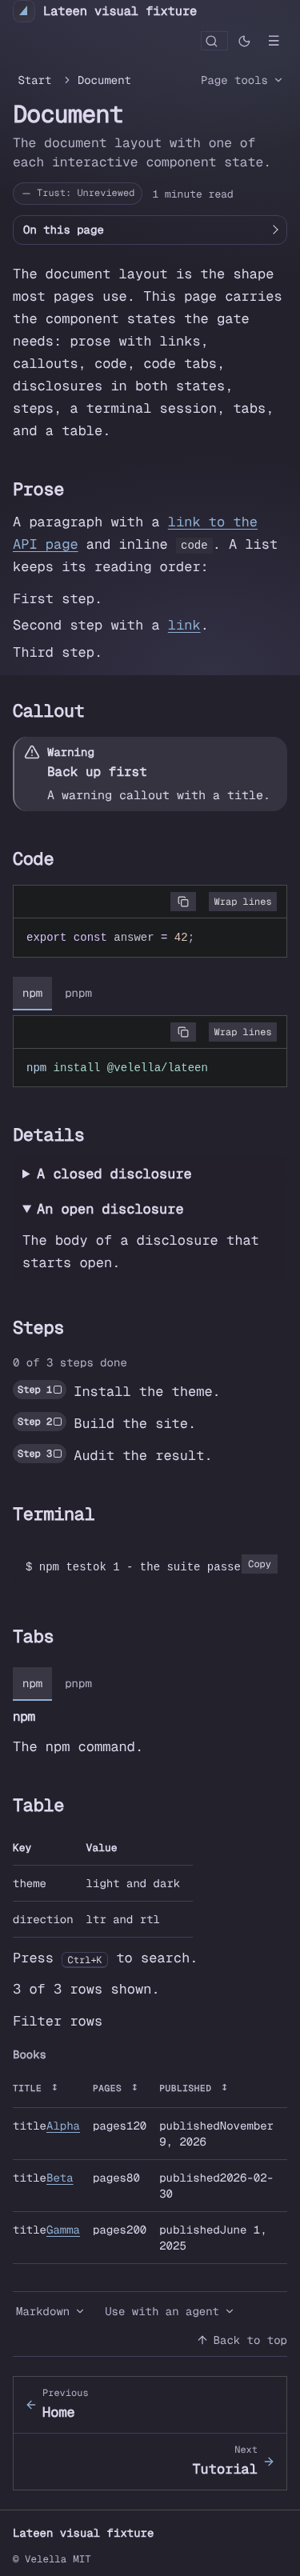 Lateen visual fixture
Start > Document Page tools
Document
The document layout with one of
each interactive component state.
— Trust: Unreviewed 1 minute read
On this page
The document layout is the shape
most pages use. This page carries
the component states the gate
needs: prose with links,
callouts, code, code tabs,
disclosures in both states,
steps, a terminal session, tabs,
and a table.
Prose
A paragraph with a link to the
API page and inline code. A list
keeps its reading order:
First step.
Second step with a link.
Third step.
Callout
Warning
Back up first
A warning callout with a title.
Code
Wrap lines
export const answer = 42;
npm pnpm
Wrap lines
npm install @velella/lateen
Details
A closed disclosure
An open disclosure
The body of a disclosure that
starts open.
Steps
0 of 3 steps done
Step 1 Install the theme.
Step 2 Build the site.
Step 3 Audit the result.
Terminal
$ npm testok 1 - the suite passe
Copy
Tabs
npm pnpm
npm
The npm command.
Table
Key Value
theme light and dark
direction ltr and rtl
Press Ctrl+K to search.
3 of 3 rows shown.
Filter rows
Books
TITLE ↕ PAGES ↕ PUBLISHED ↕
titleAlpha pages120 publishedNovember
9, 2026
titleBeta pages80 published2026-02-
30
titleGamma pages200 publishedJune 1,
2025
Markdown Use with an agent
↑ Back to top
Previous
← Home
Next
Tutorial →
Lateen visual fixture
© Velella MIT